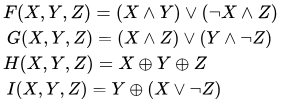 F(X, Y, Z) = (X ∧ Y) ∨ (¬X ∧ Z)
G(X, Y, Z) = (X ∧ Z) ∨ (Y ∧ ¬Z)
H(X, Y, Z) = X ⊕ Y ⊕ Z
I(X, Y, Z) = Y ⊕ (X ∨ ¬Z)